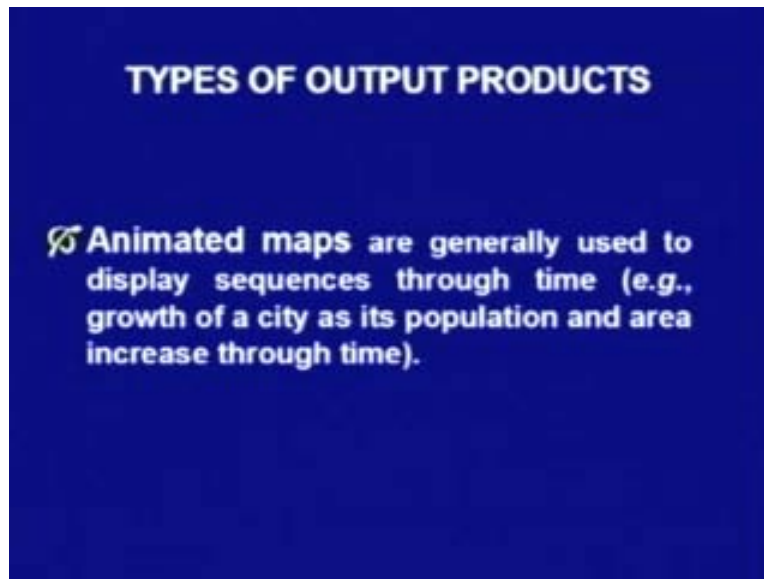 TYPES OF OUTPUT PRODUCTS
Animated maps are generally used to
display sequences through time (e.g.,
growth of a city as its population and area
increase through time).